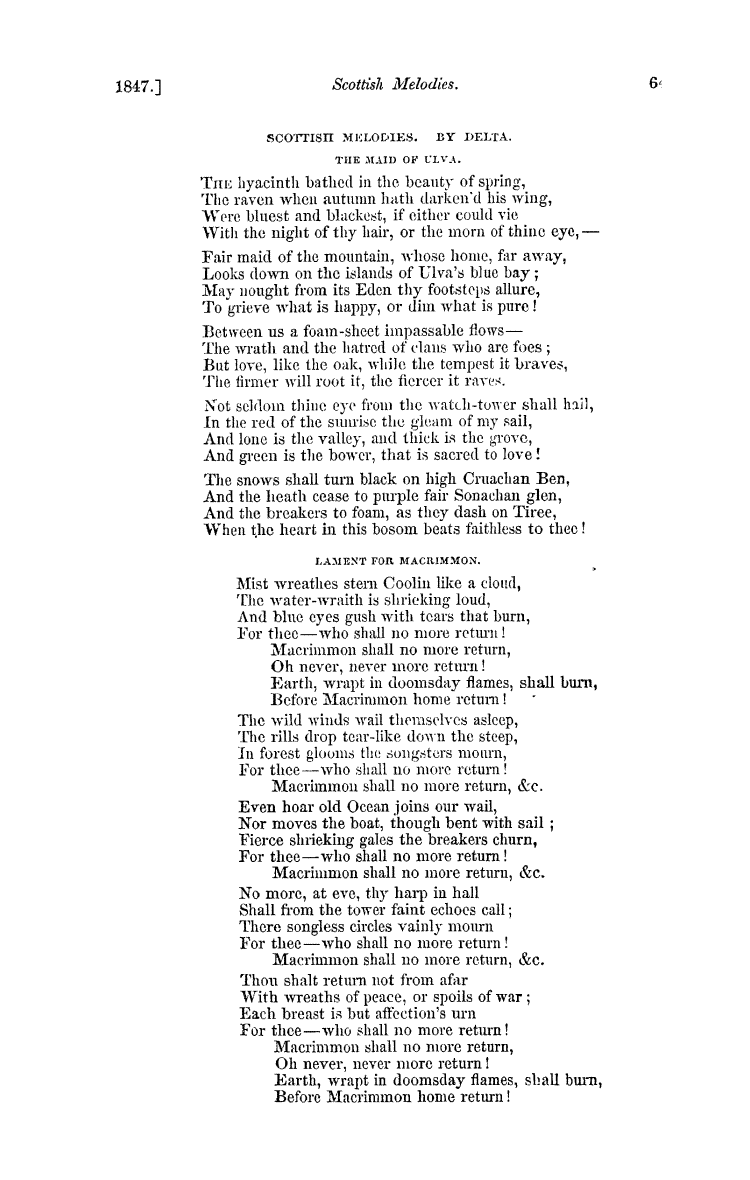 1847.] Scottish Melodies. 6
SCOTTISH MELODIES. BY DELTA.
THE MAID OF ULVA.
THE hyacinth bathed in the beauty of spring,
The raven when autumn hath darken'd his wing,
Were bluest and blackest, if either could vie
With the night of thy hair, or the morn of thine eye,—
Fair maid of the mountain, whose home, far away,
Looks down on the islands of Ulva's blue bay;
May nought from its Eden thy footsteps allure,
To grieve what is happy, or dim what is pure!
Between us a foam-sheet impassable flows—
The wrath and the hatred of clans who are foes;
But love, like the oak, while the tempest it braves,
The firmer will root it, the fiercer it raves.
Not seldom thine eye from the watch-tower shall hail,
In the red of the sunrise the gleam of my sail,
And lone is the valley, and thick is the grove,
And green is the bower, that is sacred to love!
The snows shall turn black on high Cruachan Ben,
And the heath cease to purple fair Sonachan glen,
And the breakers to foam, as they dash on Tiree,
When the heart in this bosom beats faithless to thee!
LAMENT FOR MACRIMMON.
Mist wreathes stern Coolin like a cloud,
The water-wraith is shrieking loud,
And blue eyes gush with tears that burn,
For thee—who shall no more return!
Macrimmon shall no more return,
Oh never, never more return!
Earth, wrapt in doomsday flames, shall burn,
Before Macrimmon home return!
The wild winds wail themselves asleep,
The rills drop tear-like down the steep,
In forest glooms the songsters mourn,
For thee—who shall no more return!
Macrimmon shall no more return, &c.
Even hoar old Ocean joins our wail,
Nor moves the boat, though bent with sail;
Fierce shrieking gales the breakers churn,
For thee—who shall no more return!
Macrimmon shall no more return, &c.
No more, at eve, thy harp in hall
Shall from the tower faint echoes call;
There songless circles vainly mourn
For thee—who shall no more return!
Macrimmon shall no more return, &c.
Thou shalt return not from afar
With wreaths of peace, or spoils of war;
Each breast is but affection's urn
For thee—who shall no more return!
Macrimmon shall no more return,
Oh never, never more return!
Earth, wrapt in doomsday flames, shall burn,
Before Macrimmon home return!